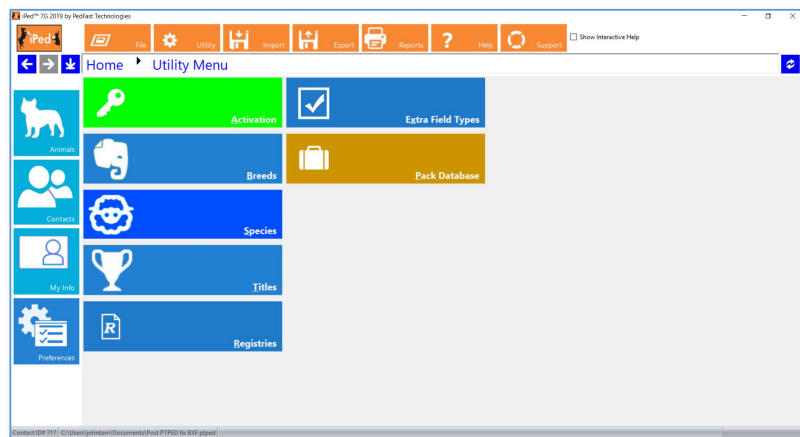 iPed™ 7G 2019 by PedFast Technologies
iPed
File
Utility
Import
Export
Reports
?
Help
Support
Show Interactive Help
Home
Utility Menu
Animals
Contacts
My Info
Preferences
Activation
Extra Field Types
Breeds
Pack Database
Species
Titles
R
Registries
Contact ID# 717
C:\Users\johntam\Documents\Post PTPED fix BXF.ptped